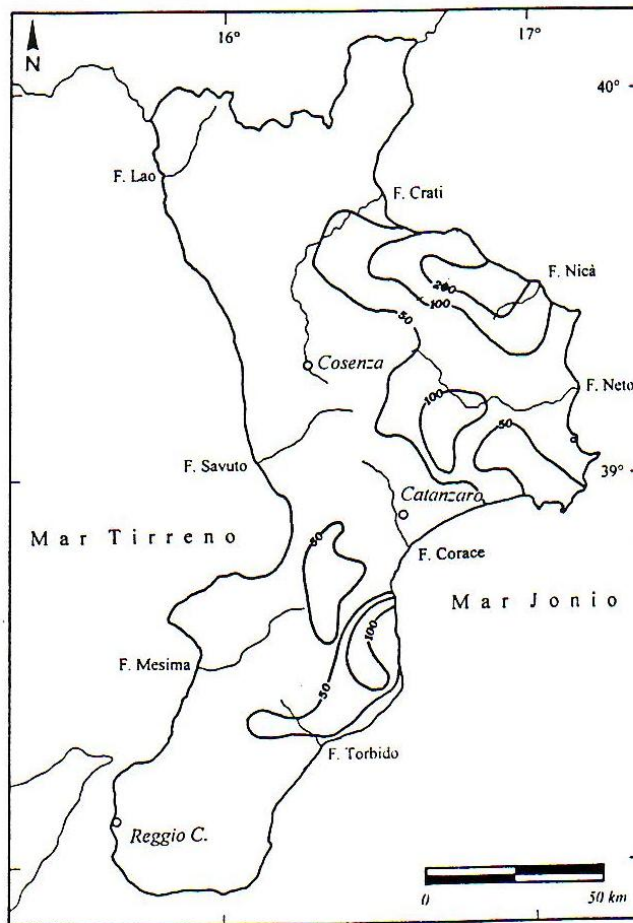 16°
17°
N
40°
F. Lao
F. Crati
F. Nicà
200
100
50
Cosenza
F. Neto
100
50
F. Savuto
39°
Catanzaro
Mar Tirreno
50
F. Corace
Mar Jonio
100
F. Mesima
50
F. Torbido
Reggio C.
0
50 km